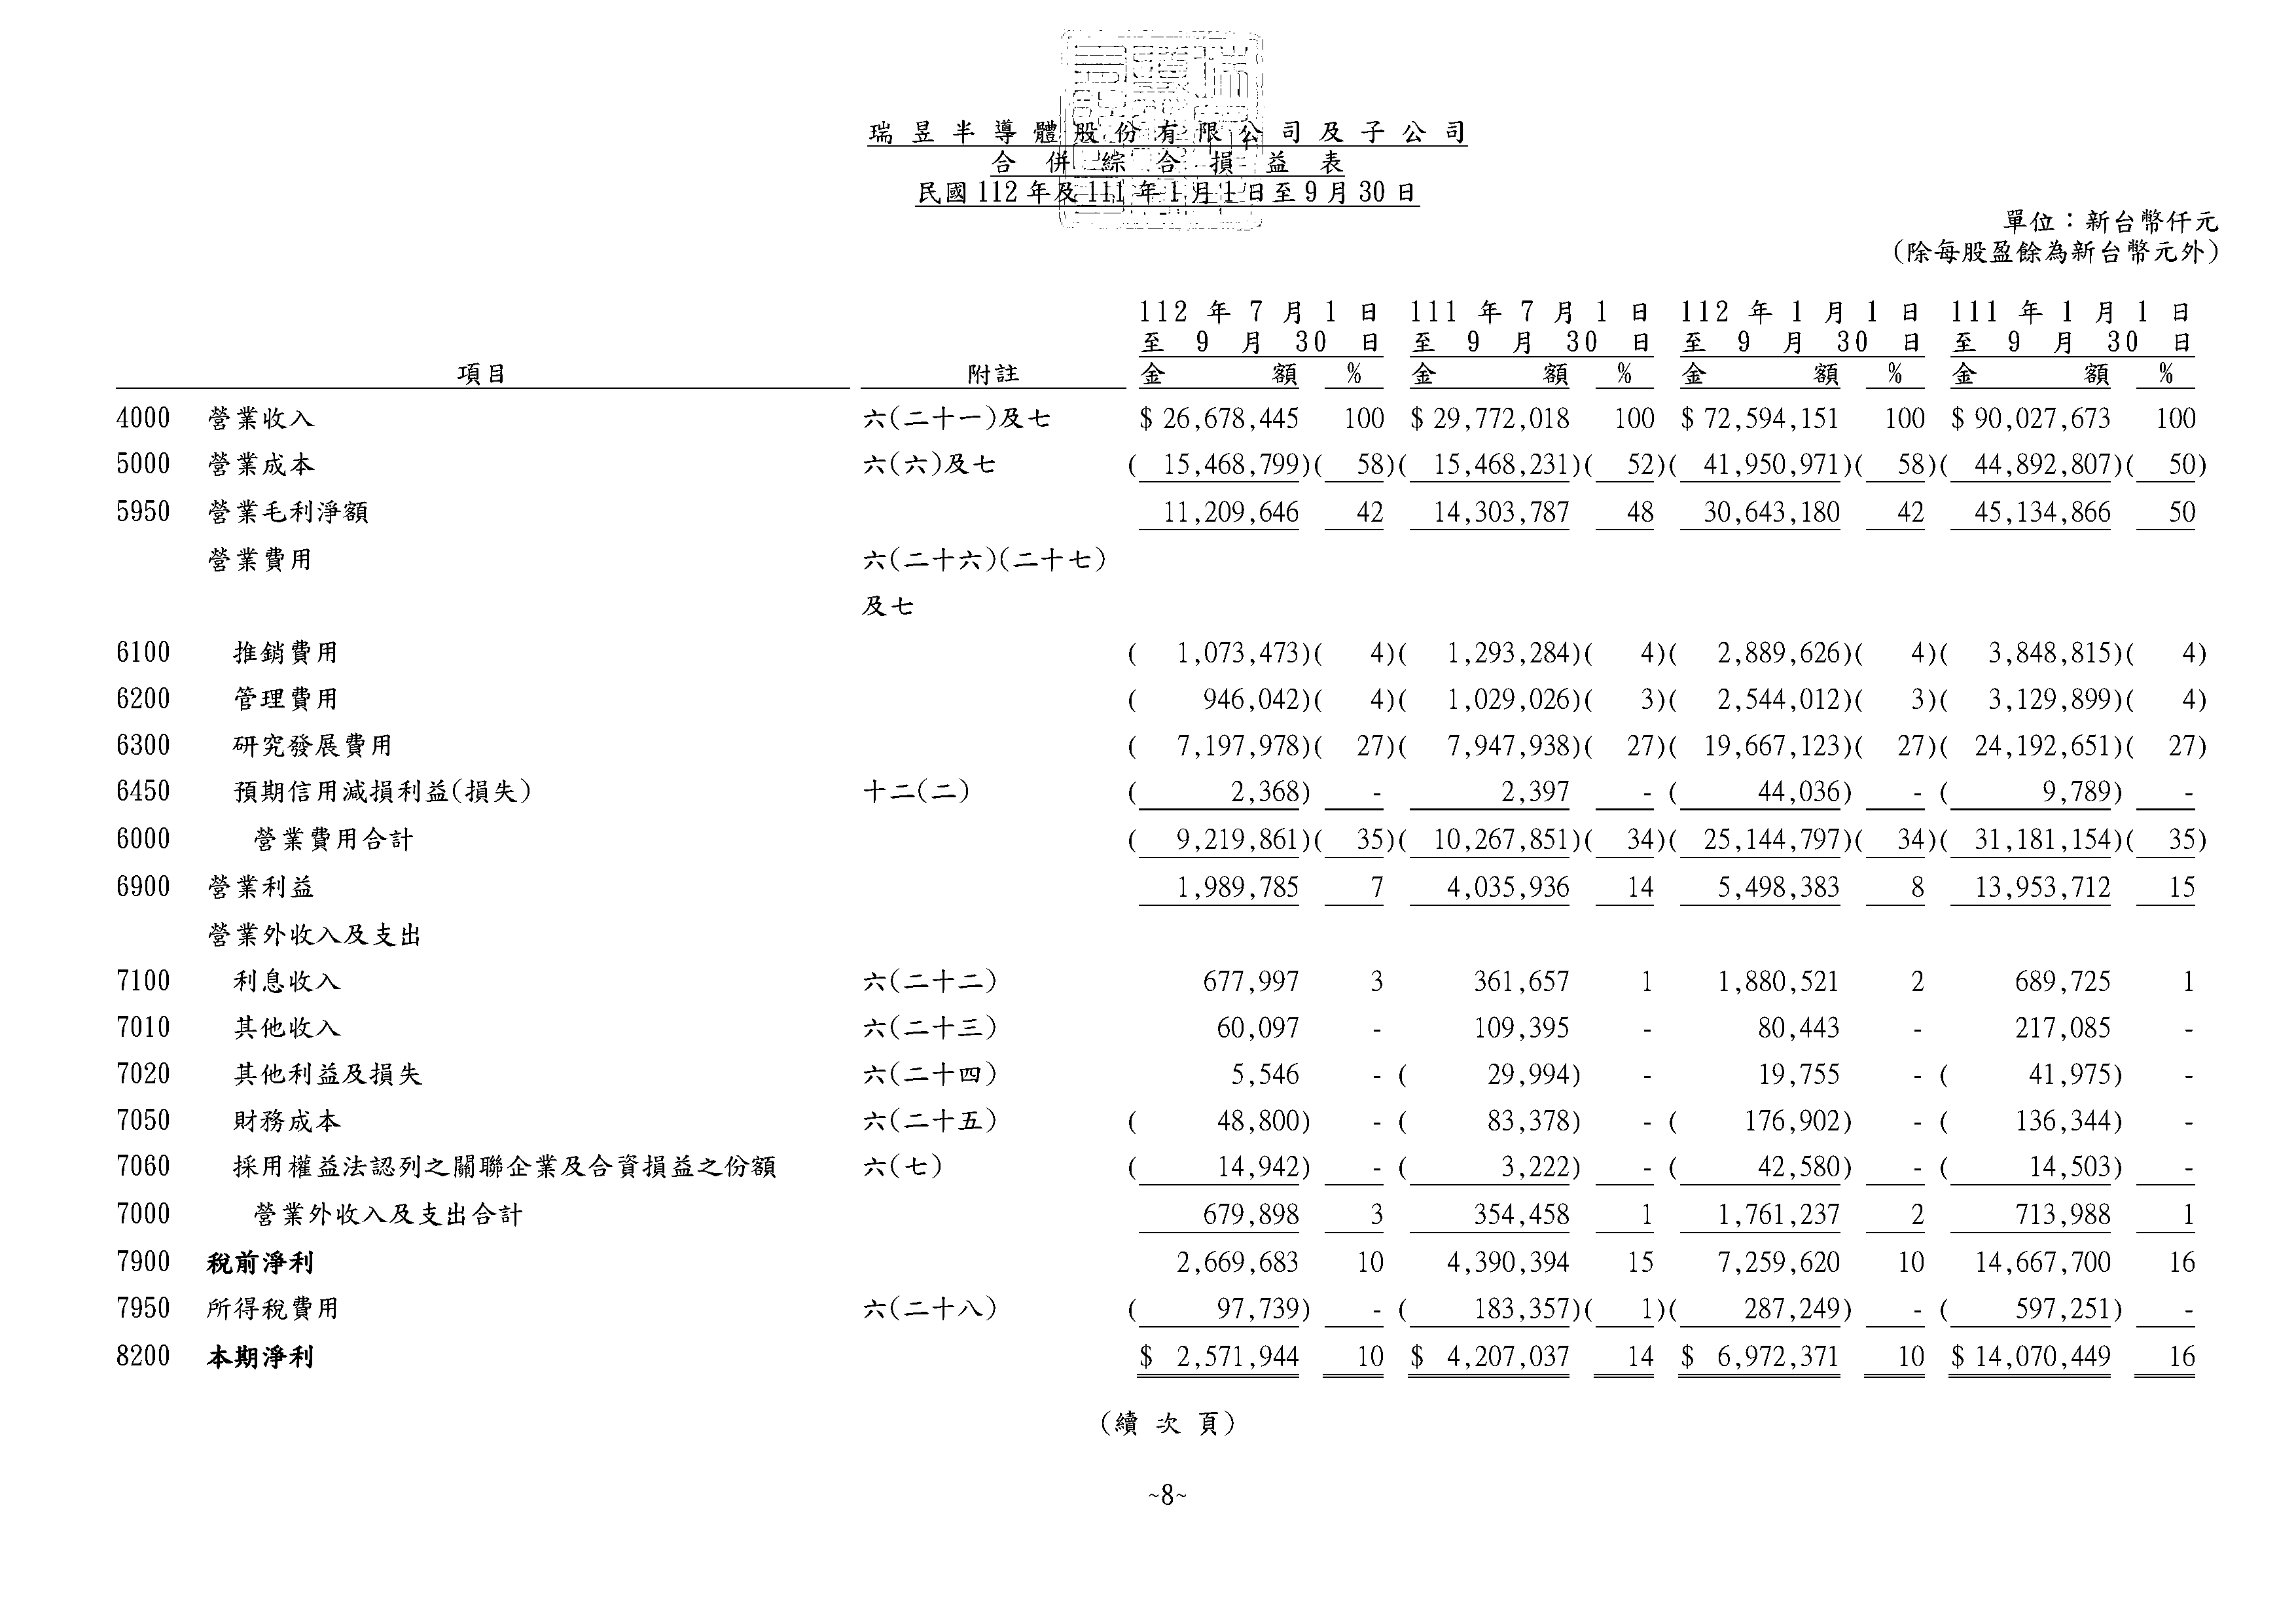 瑞昱半導體股份有限公司及子公司
合併綜合損益表
民國112年及111年1月1日至9月30日
單位：新台幣仟元
(除每股盈餘為新台幣元外)
112年7月1日 111年7月1日 112年1月1日 111年1月1日
至9月30日 至9月30日 至9月30日 至9月30日
項目 附註 金額 % 金額 % 金額 % 金額 %
4000 營業收入 六(二十一)及七 $ 26,678,445 100 $ 29,772,018 100 $ 72,594,151 100 $ 90,027,673 100
5000 營業成本 六(六)及七 ( 15,468,799)( 58)( 15,468,231)( 52)( 41,950,971)( 58)( 44,892,807)( 50)
5950 營業毛利淨額 11,209,646 42 14,303,787 48 30,643,180 42 45,134,866 50
營業費用 六(二十六)(二十七)
及七
6100 推銷費用 ( 1,073,473)( 4)( 1,293,284)( 4)( 2,889,626)( 4)( 3,848,815)( 4)
6200 管理費用 ( 946,042)( 4)( 1,029,026)( 3)( 2,544,012)( 3)( 3,129,899)( 4)
6300 研究發展費用 ( 7,197,978)( 27)( 7,947,938)( 27)( 19,667,123)( 27)( 24,192,651)( 27)
6450 預期信用減損利益(損失) 十二(二) ( 2,368) - 2,397 - ( 44,036) - ( 9,789) -
6000 營業費用合計 ( 9,219,861)( 35)( 10,267,851)( 34)( 25,144,797)( 34)( 31,181,154)( 35)
6900 營業利益 1,989,785 7 4,035,936 14 5,498,383 8 13,953,712 15
營業外收入及支出
7100 利息收入 六(二十二) 677,997 3 361,657 1 1,880,521 2 689,725 1
7010 其他收入 六(二十三) 60,097 - 109,395 - 80,443 - 217,085 -
7020 其他利益及損失 六(二十四) 5,546 - ( 29,994) - 19,755 - ( 41,975) -
7050 財務成本 六(二十五) ( 48,800) - ( 83,378) - ( 176,902) - ( 136,344) -
7060 採用權益法認列之關聯企業及合資損益之份額 六(七) ( 14,942) - ( 3,222) - ( 42,580) - ( 14,503) -
7000 營業外收入及支出合計 679,898 3 354,458 1 1,761,237 2 713,988 1
7900 稅前淨利 2,669,683 10 4,390,394 15 7,259,620 10 14,667,700 16
7950 所得稅費用 六(二十八) ( 97,739) - ( 183,357)( 1)( 287,249) - ( 597,251) -
8200 本期淨利 $ 2,571,944 10 $ 4,207,037 14 $ 6,972,371 10 $ 14,070,449 16
(續次頁)
~8~